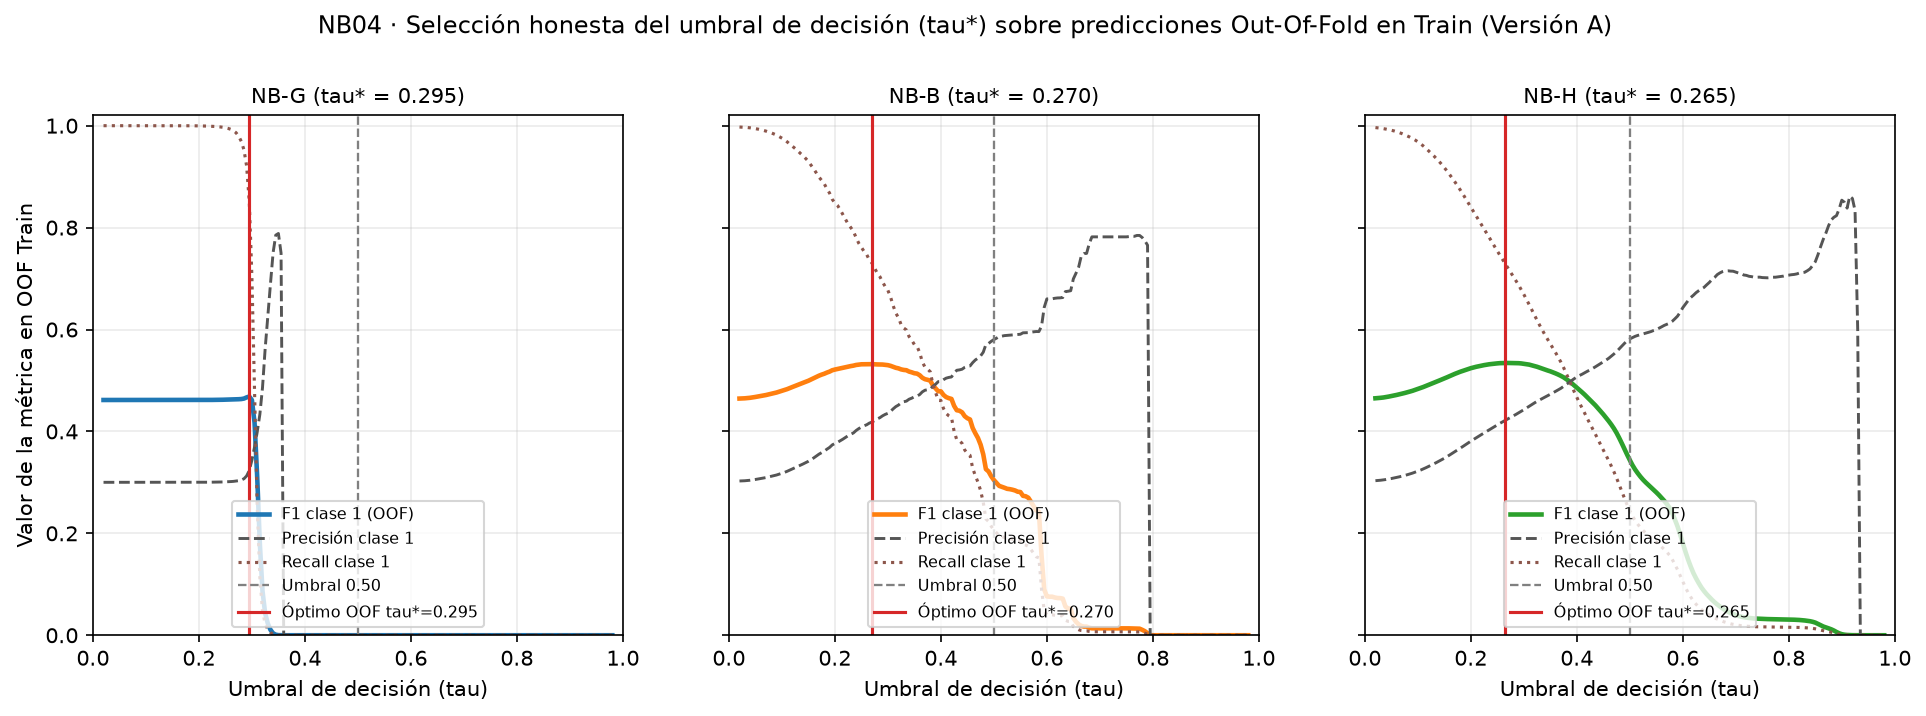 NB04 · Selección honesta del umbral de decisión (tau*) sobre predicciones Out-Of-Fold en Train (Versión A)
NB-G (tau* = 0.295)
Valor de la métrica en OOF Train
1.0
0.8
0.6
0.4
0.2
0.0
F1 clase 1 (OOF)
Precisión clase 1
Recall clase 1
Umbral 0.50
Óptimo OOF tau*=0.295
0.0 0.2 0.4 0.6 0.8 1.0
Umbral de decisión (tau)
NB-B (tau* = 0.270)
F1 clase 1 (OOF)
Precisión clase 1
Recall clase 1
Umbral 0.50
Óptimo OOF tau*=0.270
0.0 0.2 0.4 0.6 0.8 1.0
Umbral de decisión (tau)
NB-H (tau* = 0.265)
F1 clase 1 (OOF)
Precisión clase 1
Recall clase 1
Umbral 0.50
Óptimo OOF tau*=0.265
0.0 0.2 0.4 0.6 0.8 1.0
Umbral de decisión (tau)